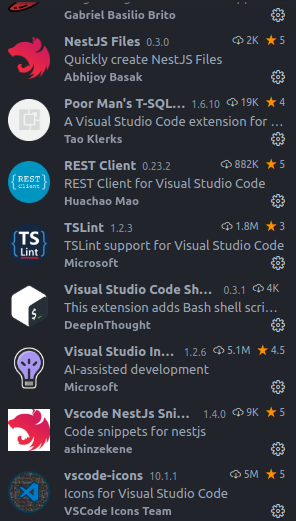 Gabriel Basilio Brito
NestJS Files 0.3.0 2K 5
Quickly create NestJS Files
Abhijoy Basak
Poor Man's T-SQL... 1.6.10 19K 4
A Visual Studio Code extension for ...
Tao Klerks
{ REST }
Client
REST Client 0.23.2 882K 5
REST Client for Visual Studio Code
Huachao Mao
TS
Lint
TSLint 1.2.3 1.8M 3
TSLint support for Visual Studio Code
Microsoft
Visual Studio Code Sh... 0.3.1 4K
This extension adds Bash shell scri...
DeepInThought
Visual Studio In... 1.2.6 5.1M 4.5
AI-assisted development
Microsoft
Vscode NestJs Sni... 1.4.0 9K 5
Code snippets for nestjs
ashinzekene
vscode-icons 10.1.1 5M 5
Icons for Visual Studio Code
VSCode Icons Team